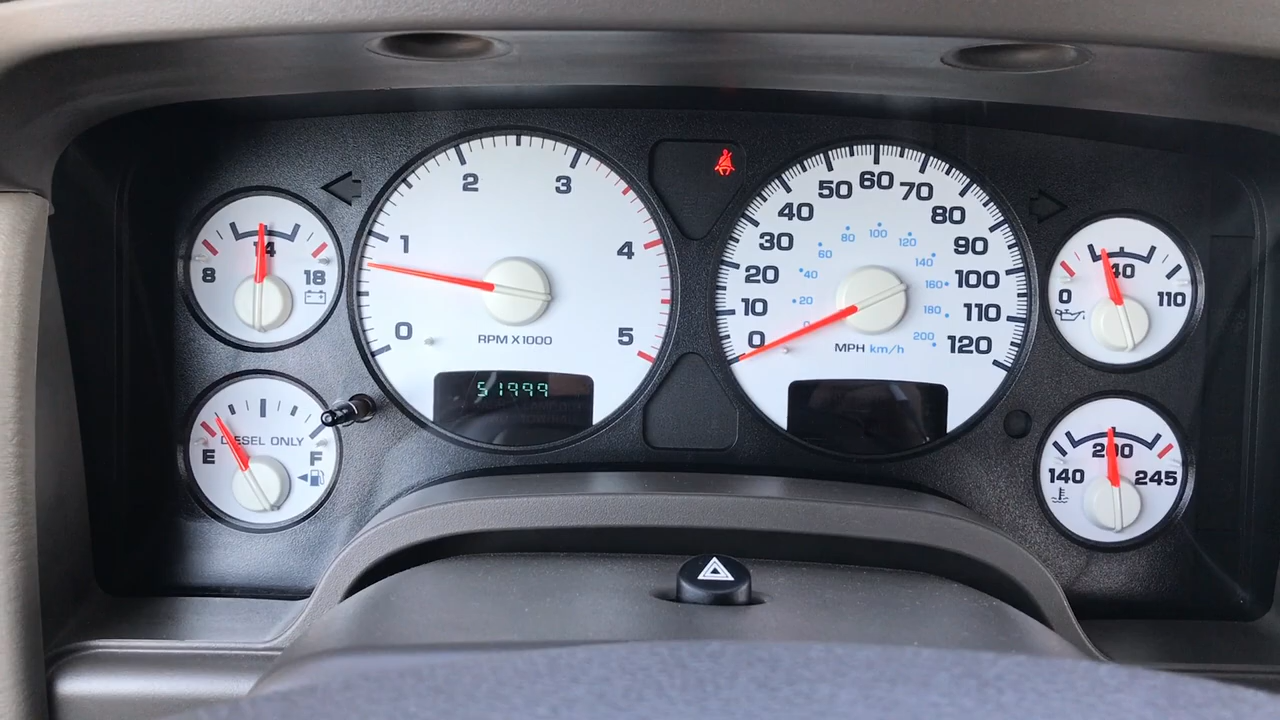 8 14 18
DIESEL ONLY
E F
0 1 2 3 4 5
RPM X1000
51999
0 10 20 30 40 50 60 70 80 90 100 110 120
0 20 40 60 80 100 120 140 160 180 200
MPH km/h
0 40 110
140 200 245